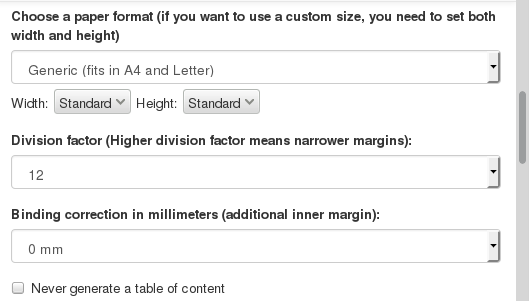 Choose a paper format (if you want to use a custom size, you need to set both
width and height)
Generic (fits in A4 and Letter)
Width: Standard Height: Standard
Division factor (Higher division factor means narrower margins):
12
Binding correction in millimeters (additional inner margin):
0 mm
Never generate a table of content